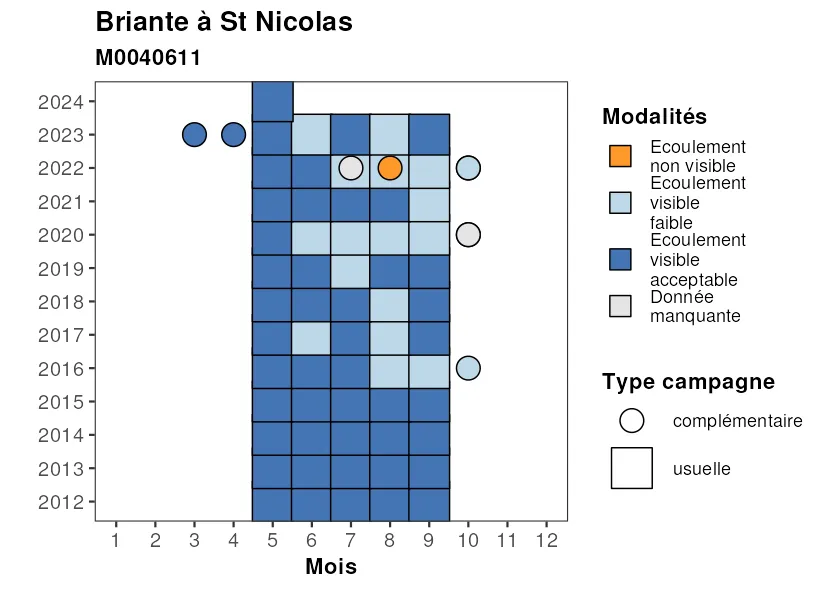 Briante à St Nicolas
M0040611
2024
2023
2022
2021
2020
2019
2018
2017
2016
2015
2014
2013
2012
1 2 3 4 5 6 7 8 9 10 11 12
Mois
Modalités
Ecoulement
non visible
Ecoulement
visible
faible
Ecoulement
visible
acceptable
Donnée
manquante
Type campagne
complémentaire
usuelle